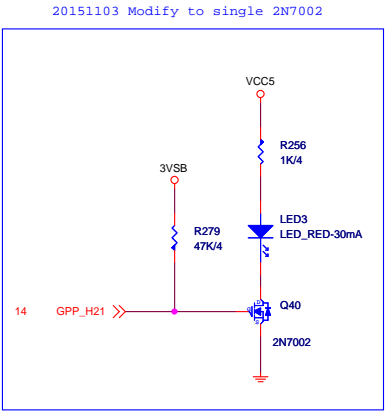 20151103 Modify to single 2N7002
VCC5
R256
1K/4
3VSB
LED3
LED_RED-30mA
R279
47K/4
14 GPP_H21
Q40
2N7002